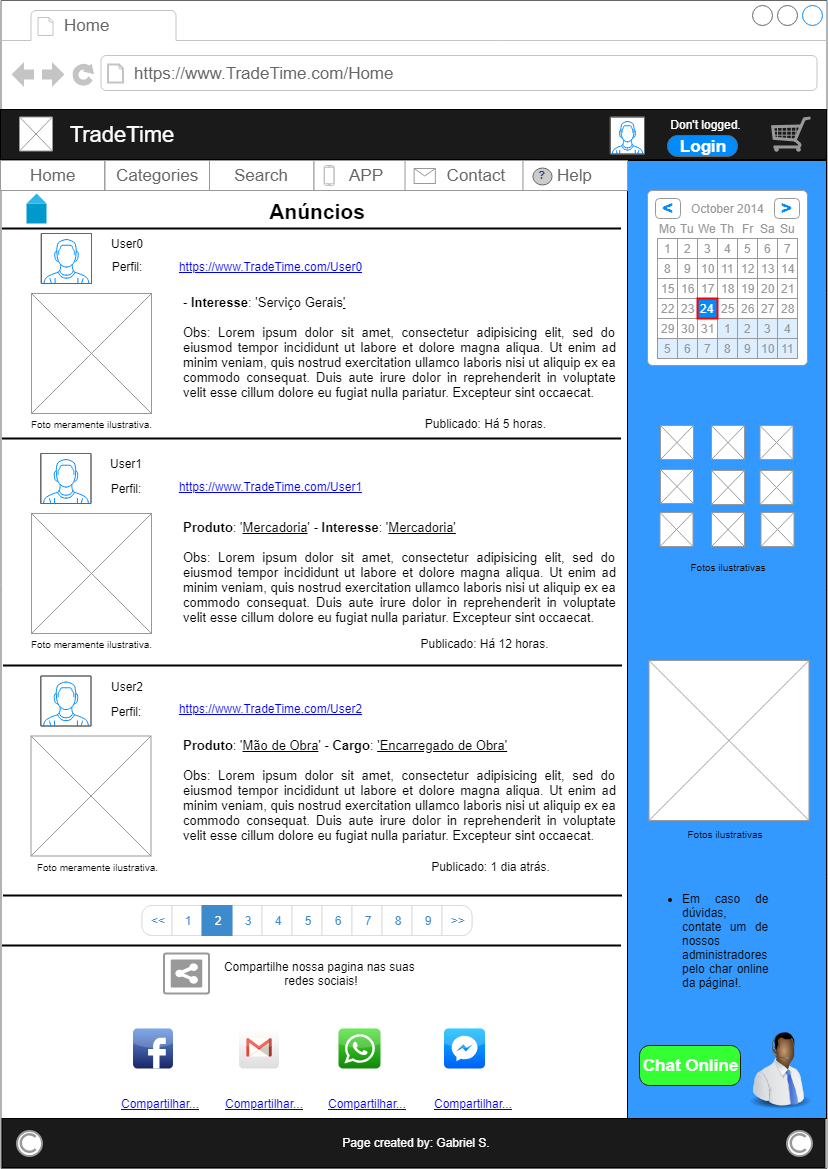 Home
https://www.TradeTime.com/Home
TradeTime
Don't logged.
Login
Home
Categories
Search
APP
Contact
? Help
Anúncios
User0
Perfil:
https://www.TradeTime.com/User0
- Interesse: 'Serviço Gerais'
Obs: Lorem ipsum dolor sit amet, consectetur adipisicing elit, sed do
eiusmod tempor incididunt ut labore et dolore magna aliqua. Ut enim ad
minim veniam, quis nostrud exercitation ullamco laboris nisi ut aliquip ex ea
commodo consequat. Duis aute irure dolor in reprehenderit in voluptate
velit esse cillum dolore eu fugiat nulla pariatur. Excepteur sint occaecat.
Foto meramente ilustrativa.
Publicado: Há 5 horas.
User1
Perfil:
https://www.TradeTime.com/User1
Produto: 'Mercadoria' - Interesse: 'Mercadoria'
Obs: Lorem ipsum dolor sit amet, consectetur adipisicing elit, sed do
eiusmod tempor incididunt ut labore et dolore magna aliqua. Ut enim ad
minim veniam, quis nostrud exercitation ullamco laboris nisi ut aliquip ex ea
commodo consequat. Duis aute irure dolor in reprehenderit in voluptate
velit esse cillum dolore eu fugiat nulla pariatur. Excepteur sint occaecat.
Foto meramente ilustrativa.
Publicado: Há 12 horas.
User2
Perfil:
https://www.TradeTime.com/User2
Produto: 'Mão de Obra' - Cargo: 'Encarregado de Obra'
Obs: Lorem ipsum dolor sit amet, consectetur adipisicing elit, sed do
eiusmod tempor incididunt ut labore et dolore magna aliqua. Ut enim ad
minim veniam, quis nostrud exercitation ullamco laboris nisi ut aliquip ex ea
commodo consequat. Duis aute irure dolor in reprehenderit in voluptate
velit esse cillum dolore eu fugiat nulla pariatur. Excepteur sint occaecat.
Foto meramente ilustrativa.
Publicado: 1 dia atrás.
<< 1 2 3 4 5 6 7 8 9 >>
Compartilhe nossa pagina nas suas
redes sociais!
Compartilhar...
Compartilhar...
Compartilhar...
Compartilhar...
< October 2014 >
Mo Tu We Th Fr Sa Su
1 2 3 4 5 6 7
8 9 10 11 12 13 14
15 16 17 18 19 20 21
22 23 24 25 26 27 28
29 30 31 1 2 3 4
5 6 7 8 9 10 11
Fotos ilustrativas
Fotos ilustrativas
• Em caso de
dúvidas,
contate um de
nossos
administradores
pelo char online
da página!.
Chat Online
Page created by: Gabriel S.